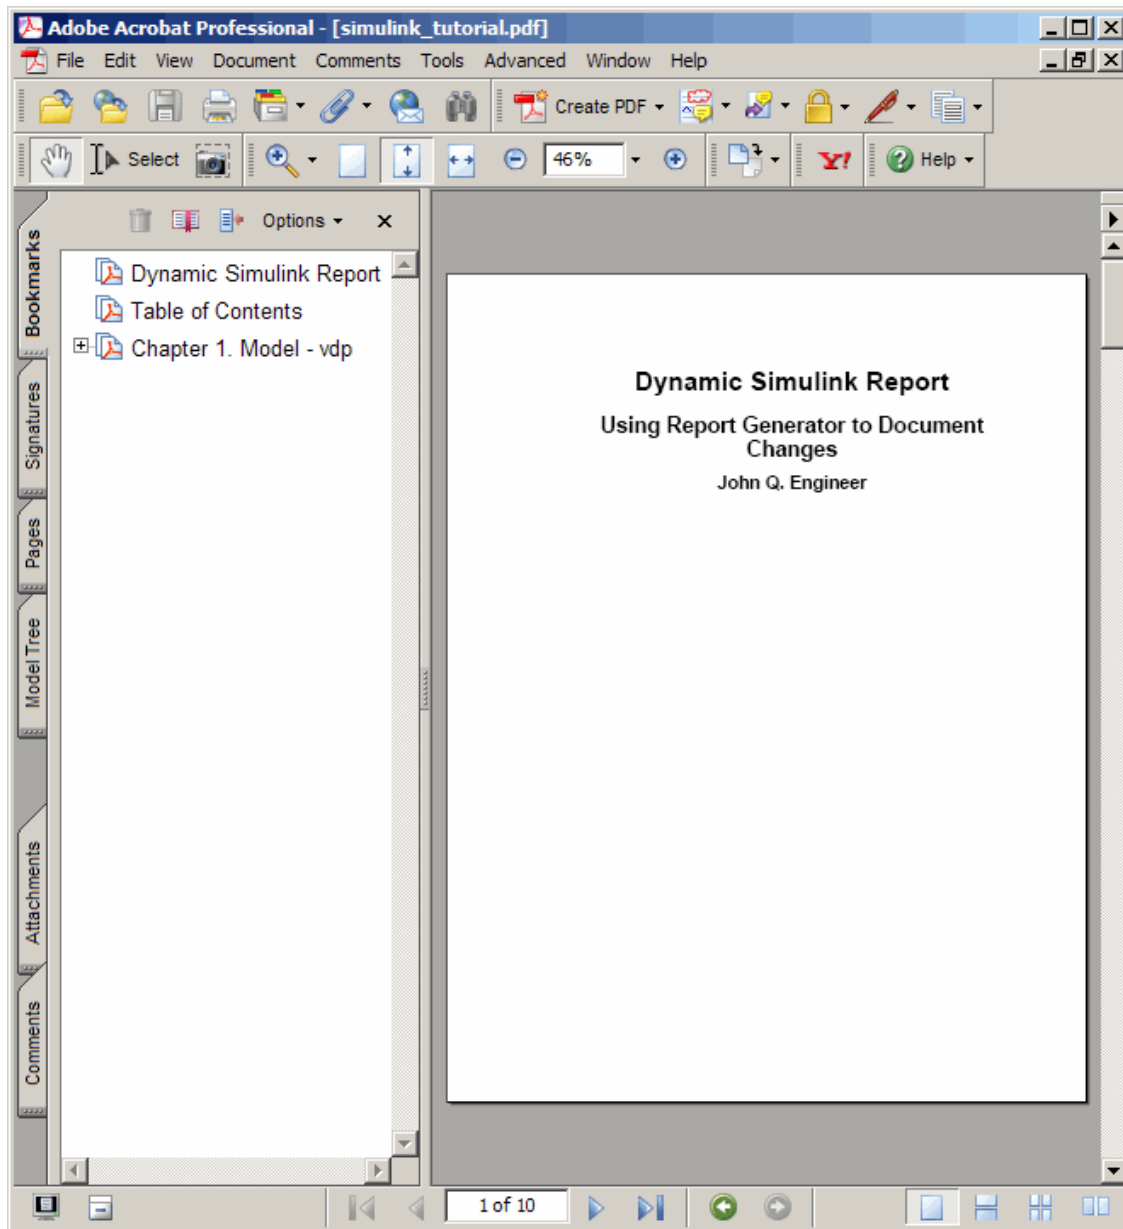 Adobe Acrobat Professional - [simulink_tutorial.pdf]
File Edit View Document Comments Tools Advanced Window Help
Create PDF
Select 46% Y! Help
Options
Bookmarks
Signatures
Pages
Model Tree
Attachments
Comments
Dynamic Simulink Report
Table of Contents
Chapter 1. Model - vdp
Dynamic Simulink Report
Using Report Generator to Document
Changes
John Q. Engineer
1 of 10